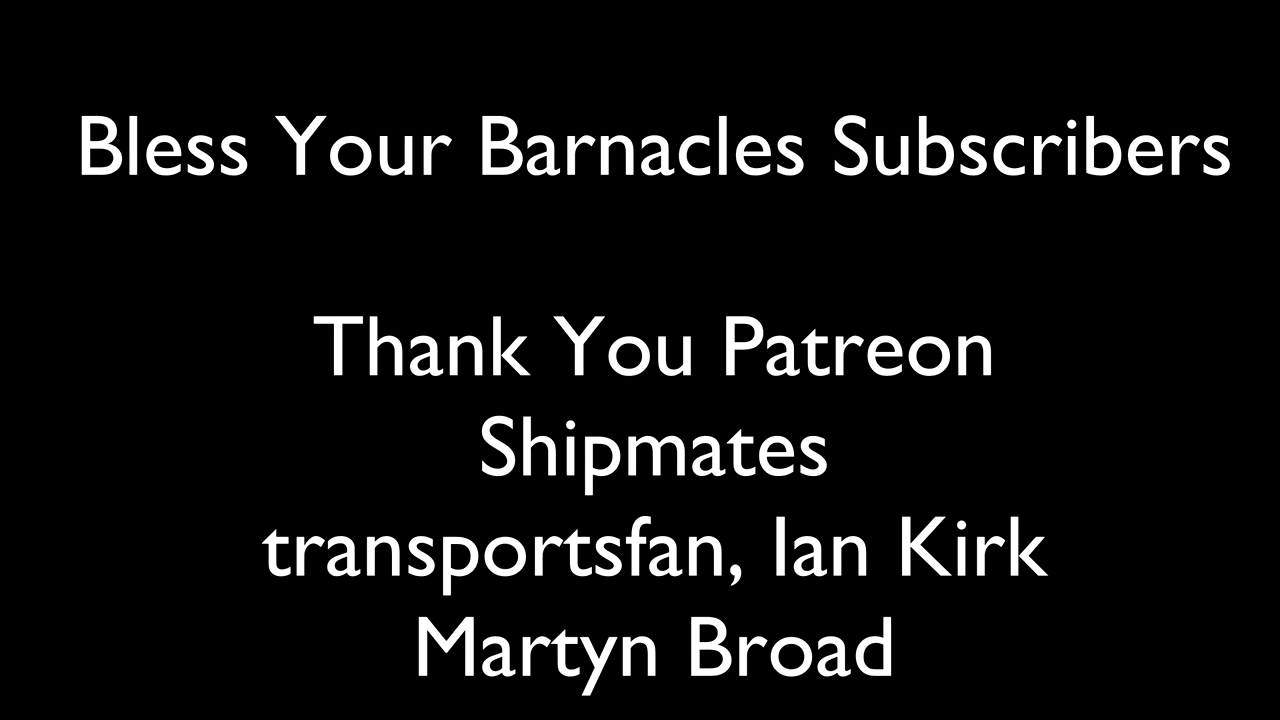 Bless Your Barnacles Subscribers
Thank You Patreon
Shipmates
transportsfan, Ian Kirk
Martyn Broad